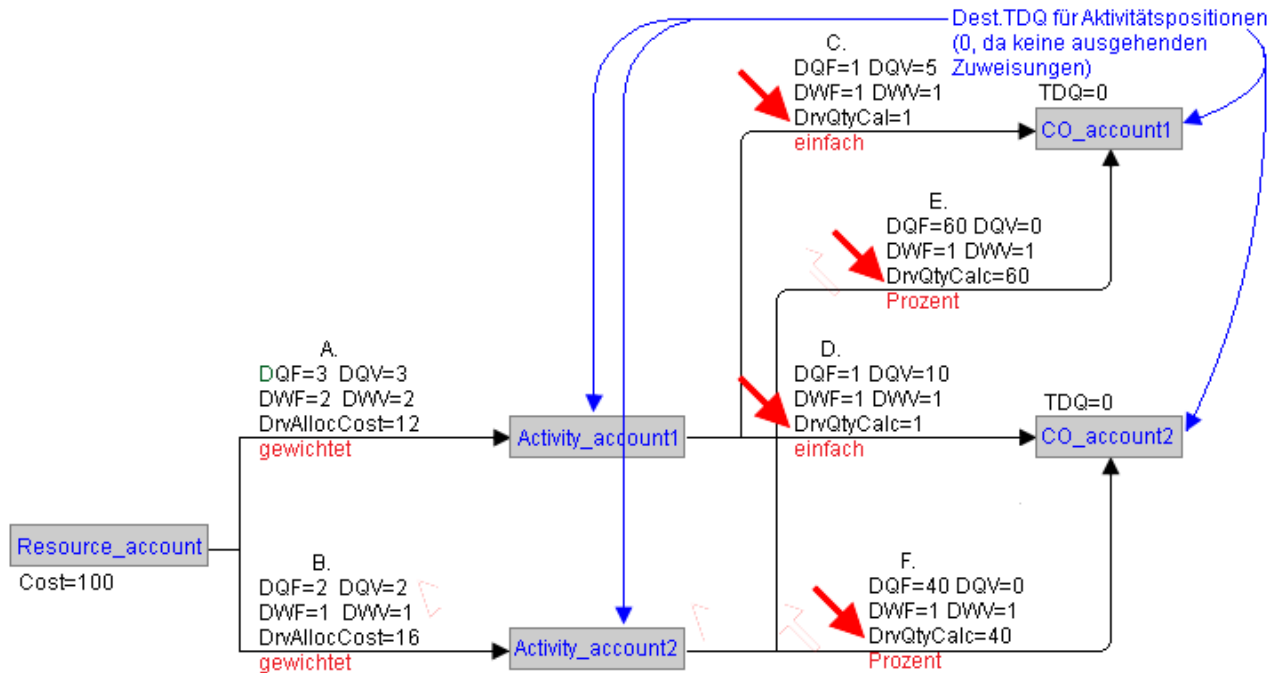 Dest.TDQ für Aktivitätspositionen
(0, da keine ausgehenden
Zuweisungen)
C.
DQF=1 DQV=5
DWF=1 DWV=1
DrvQtyCal=1
einfach
TDQ=0
CO_account1
E.
DQF=60 DQV=0
DWF=1 DWV=1
DrvQtyCalc=60
Prozent
A.
DQF=3 DQV=3
DWF=2 DWV=2
DrvAllocCost=12
gewichtet
Activity_account1
D.
DQF=1 DQV=10
DWF=1 DWV=1
DrvQtyCalc=1
einfach
TDQ=0
CO_account2
Resource_account
Cost=100
B.
DQF=2 DQV=2
DWF=1 DWV=1
DrvAllocCost=16
gewichtet
Activity_account2
F.
DQF=40 DQV=0
DWF=1 DWV=1
DrvQtyCalc=40
Prozent